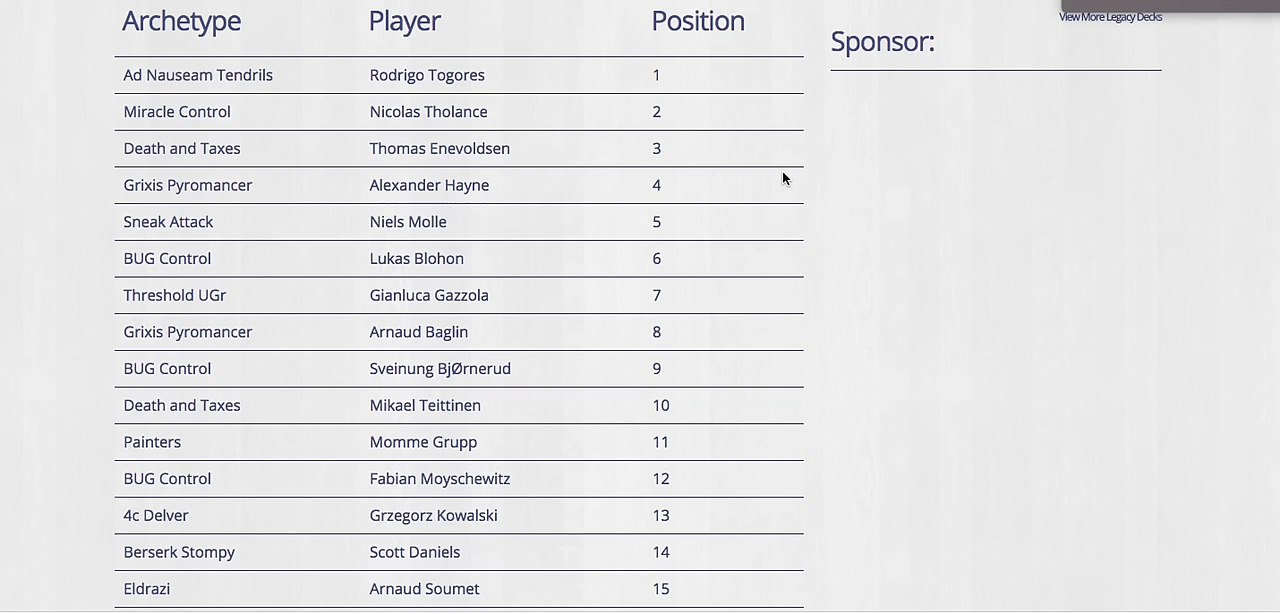 Archetype Player Position
Ad Nauseam Tendrils Rodrigo Togores 1
Miracle Control Nicolas Tholance 2
Death and Taxes Thomas Enevoldsen 3
Grixis Pyromancer Alexander Hayne 4
Sneak Attack Niels Molle 5
BUG Control Lukas Blohon 6
Threshold UGr Gianluca Gazzola 7
Grixis Pyromancer Arnaud Baglin 8
BUG Control Sveinung BjØrnerud 9
Death and Taxes Mikael Teittinen 10
Painters Momme Grupp 11
BUG Control Fabian Moyschewitz 12
4c Delver Grzegorz Kowalski 13
Berserk Stompy Scott Daniels 14
Eldrazi Arnaud Soumet 15
View More Legacy Decks
Sponsor: